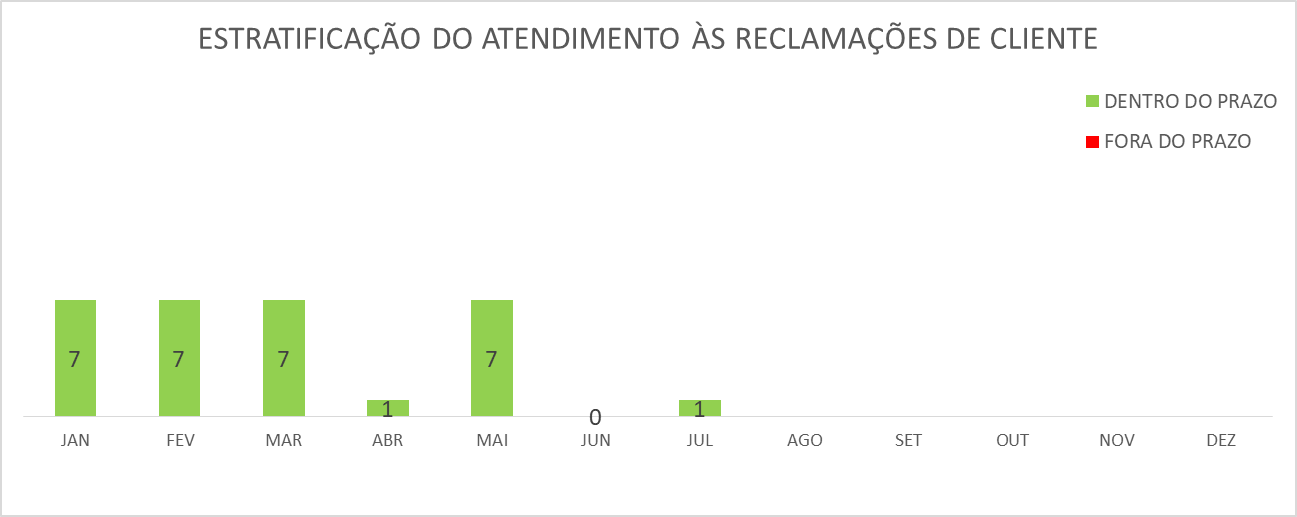 ESTRATIFICAÇÃO DO ATENDIMENTO ÀS RECLAMAÇÕES DE CLIENTE
DENTRO DO PRAZO
FORA DO PRAZO
7 7 7 1 7 0 1
JAN FEV MAR ABR MAI JUN JUL AGO SET OUT NOV DEZ